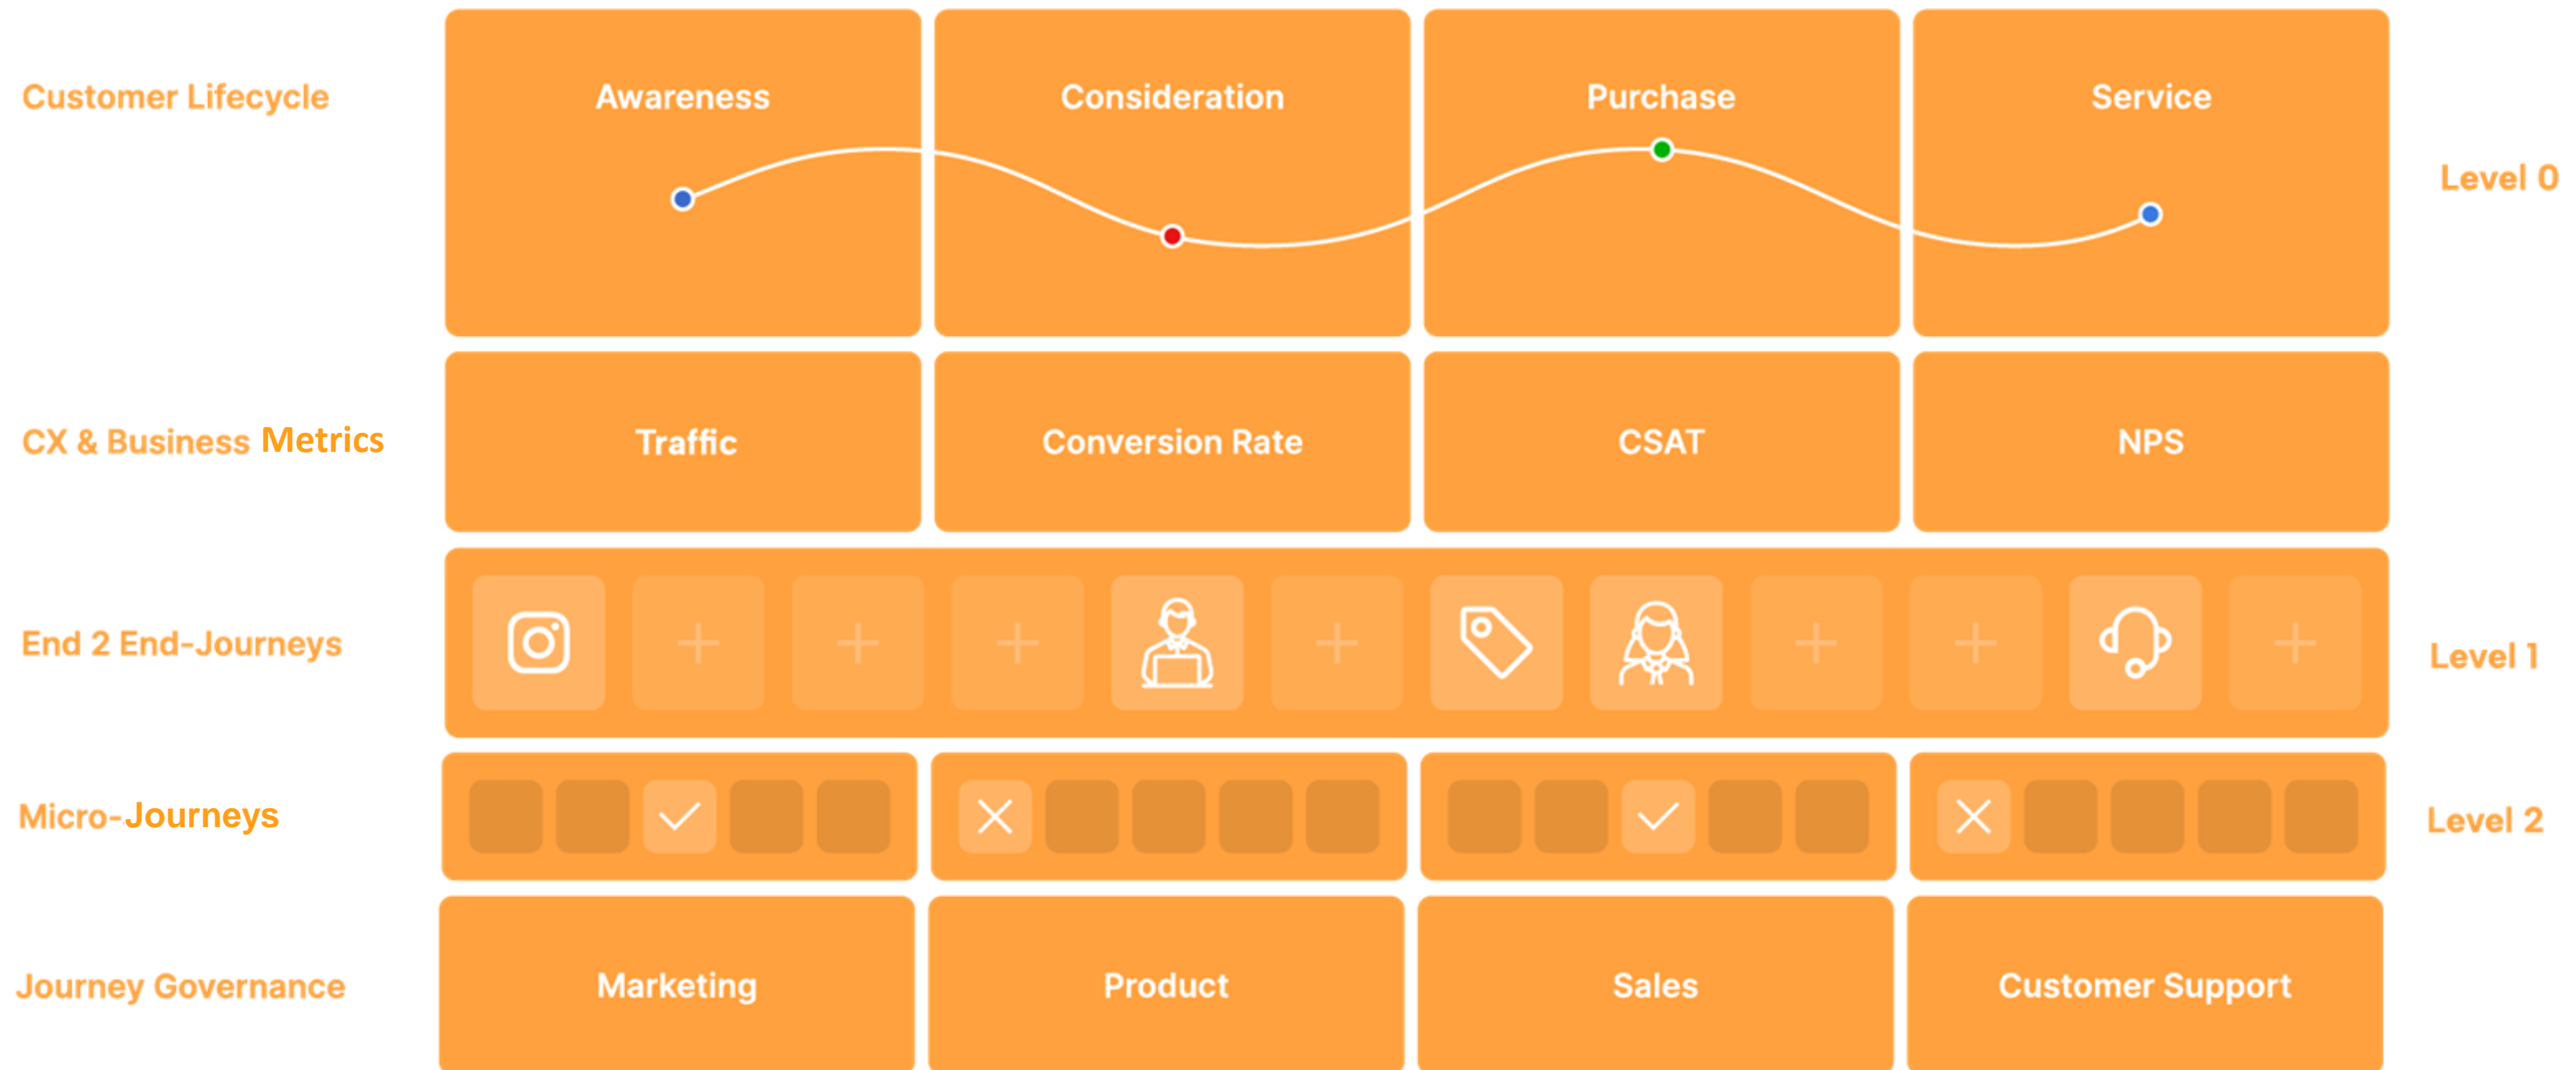 Customer Lifecycle
Awareness
Consideration
Purchase
Service
Level 0
CX & Business Metrics
Traffic
Conversion Rate
CSAT
NPS
End 2 End-Journeys
Level 1
Micro-Journeys
Level 2
Journey Governance
Marketing
Product
Sales
Customer Support